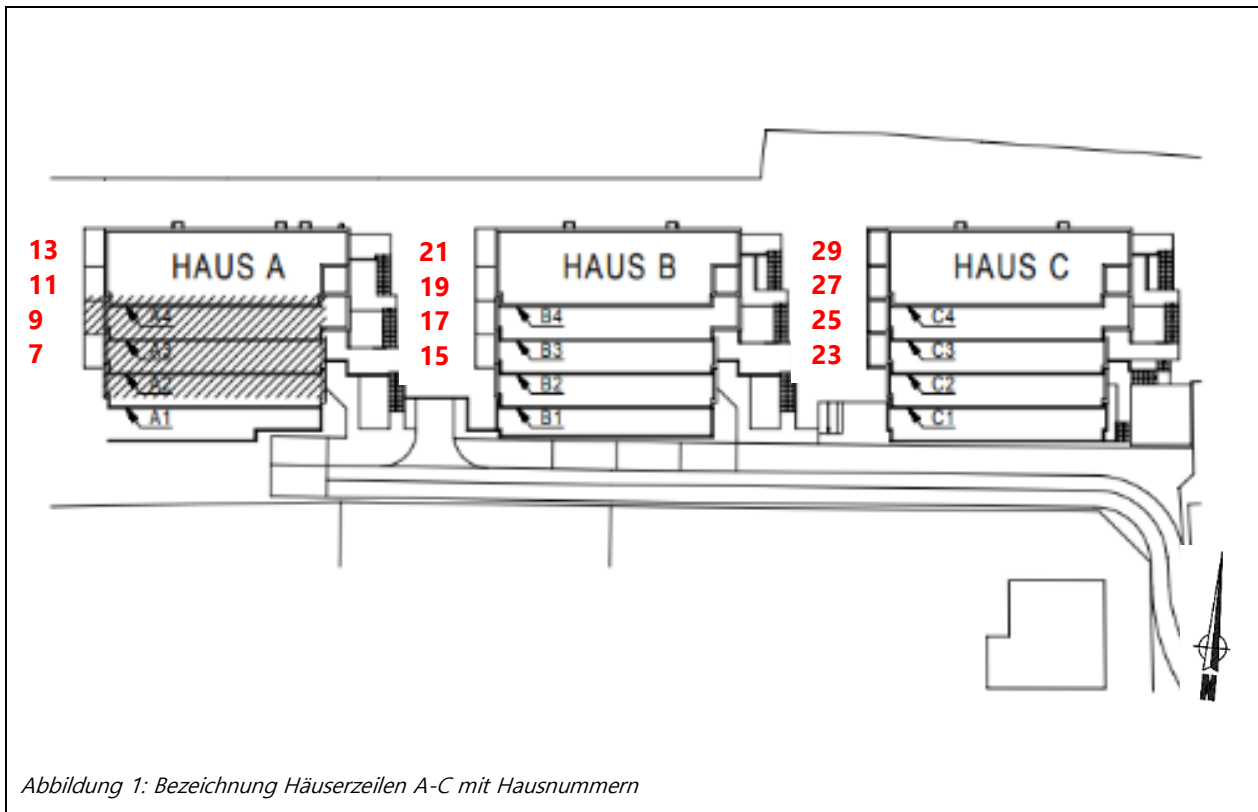 13
11
9
7
HAUS A
A4
A3
A2
A1
21
19
17
15
HAUS B
B4
B3
B2
B1
29
27
25
23
HAUS C
C4
C3
C2
C1
N
Abbildung 1: Bezeichnung Häuserzeilen A-C mit Hausnummern